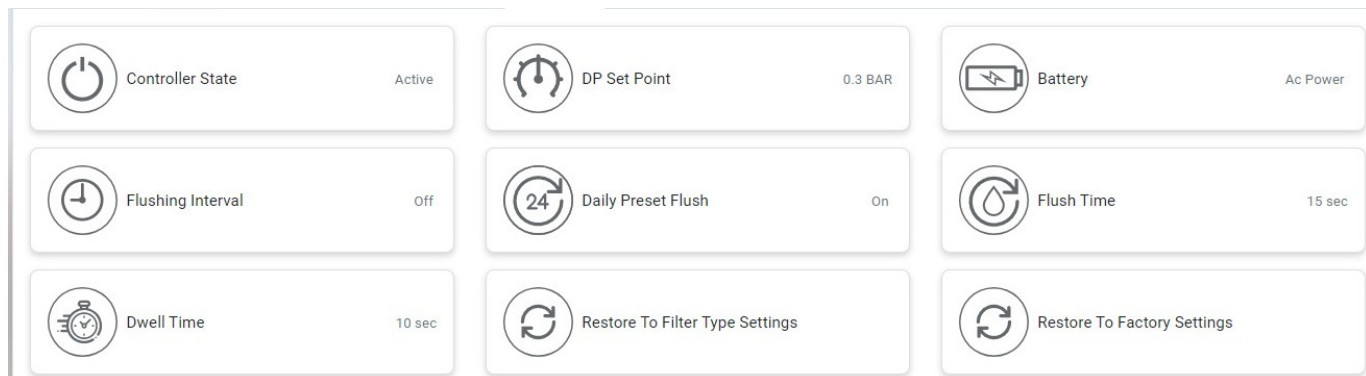 Controller State Active
DP Set Point 0.3 BAR
Battery Ac Power
Flushing Interval Off
24 Daily Preset Flush On
Flush Time 15 sec
Dwell Time 10 sec
Restore To Filter Type Settings
Restore To Factory Settings